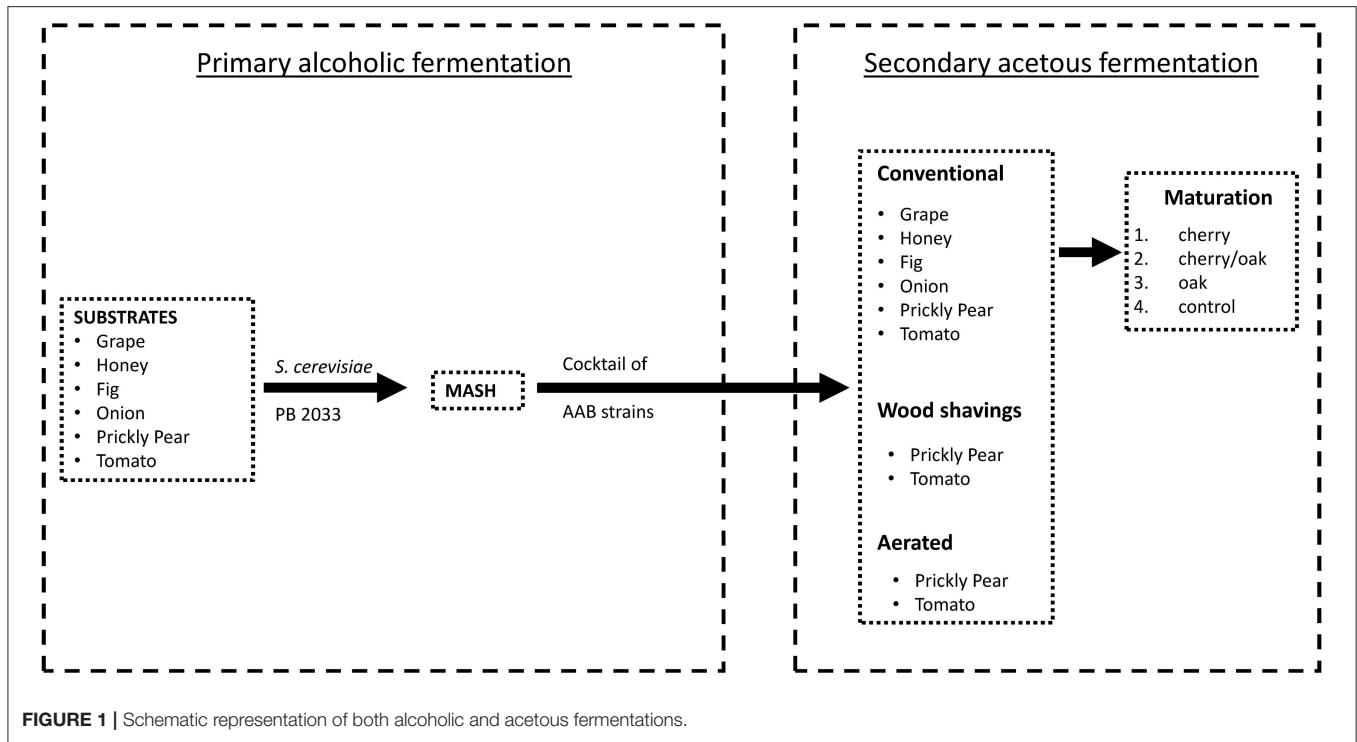 Primary alcoholic fermentation
SUBSTRATES
• Grape
• Honey
• Fig
• Onion
• Prickly Pear
• Tomato
S. cerevisiae
PB 2033
MASH
Cocktail of
AAB strains
Secondary acetous fermentation
Conventional
• Grape
• Honey
• Fig
• Onion
• Prickly Pear
• Tomato
Wood shavings
• Prickly Pear
• Tomato
Aerated
• Prickly Pear
• Tomato
Maturation
1. cherry
2. cherry/oak
3. oak
4. control
FIGURE 1 | Schematic representation of both alcoholic and acetous fermentations.